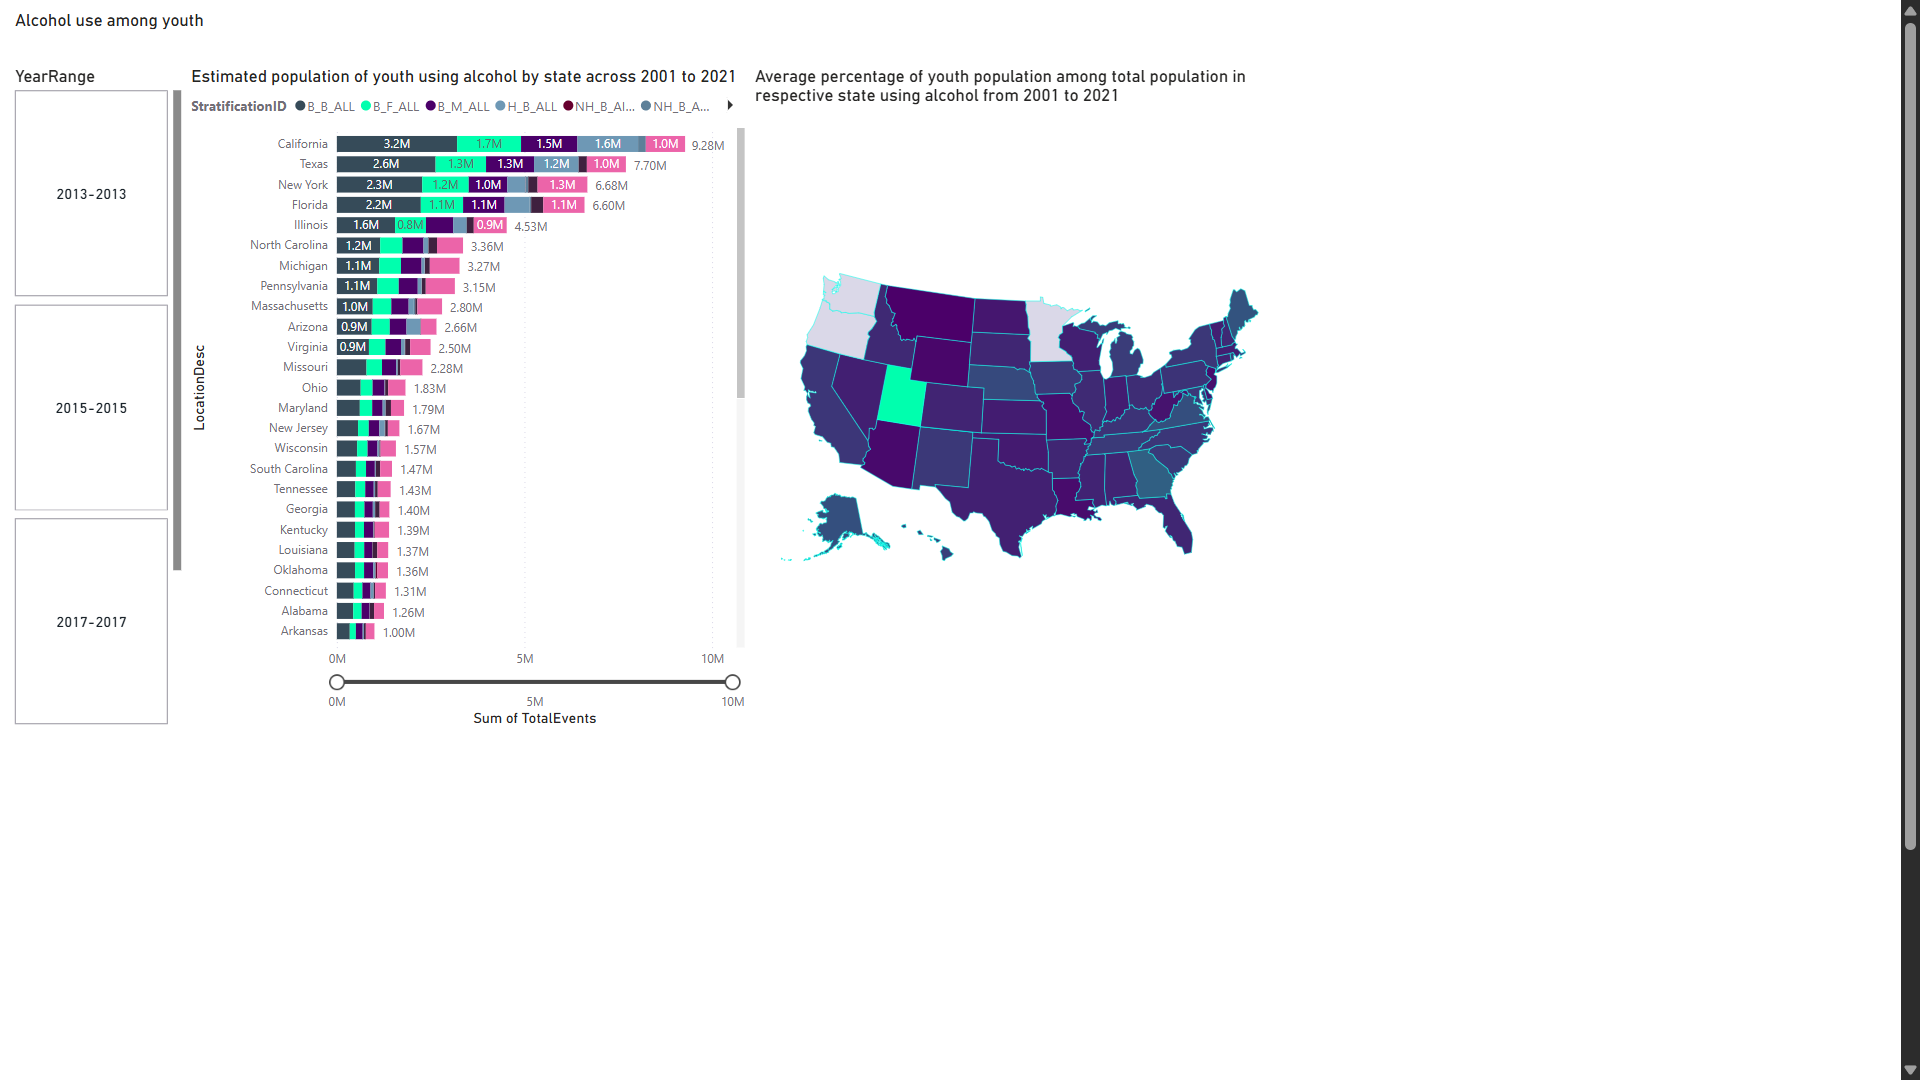 Alcohol use among youth
YearRange
2013-2013
2015-2015
2017-2017
Estimated population of youth using alcohol by state across 2001 to 2021
StratificationID B_B_ALL B_F_ALL B_M_ALL H_B_ALL NH_B_AI... NH_B_A...
LocationDesc
California 3.2M 1.7M 1.5M 1.6M 1.0M 9.28M
Texas 2.6M 1.3M 1.3M 1.2M 1.0M 7.70M
New York 2.3M 1.2M 1.0M 1.3M 6.68M
Florida 2.2M 1.1M 1.1M 1.1M 6.60M
Illinois 1.6M 0.8M 0.9M 4.53M
North Carolina 1.2M 3.36M
Michigan 1.1M 3.27M
Pennsylvania 1.1M 3.15M
Massachusetts 1.0M 2.80M
Arizona 0.9M 2.66M
Virginia 0.9M 2.50M
Missouri 2.28M
Ohio 1.83M
Maryland 1.79M
New Jersey 1.67M
Wisconsin 1.57M
South Carolina 1.47M
Tennessee 1.43M
Georgia 1.40M
Kentucky 1.39M
Louisiana 1.37M
Oklahoma 1.36M
Connecticut 1.31M
Alabama 1.26M
Arkansas 1.00M
0M 5M 10M
0M 5M 10M
Sum of TotalEvents
Average percentage of youth population among total population in
respective state using alcohol from 2001 to 2021